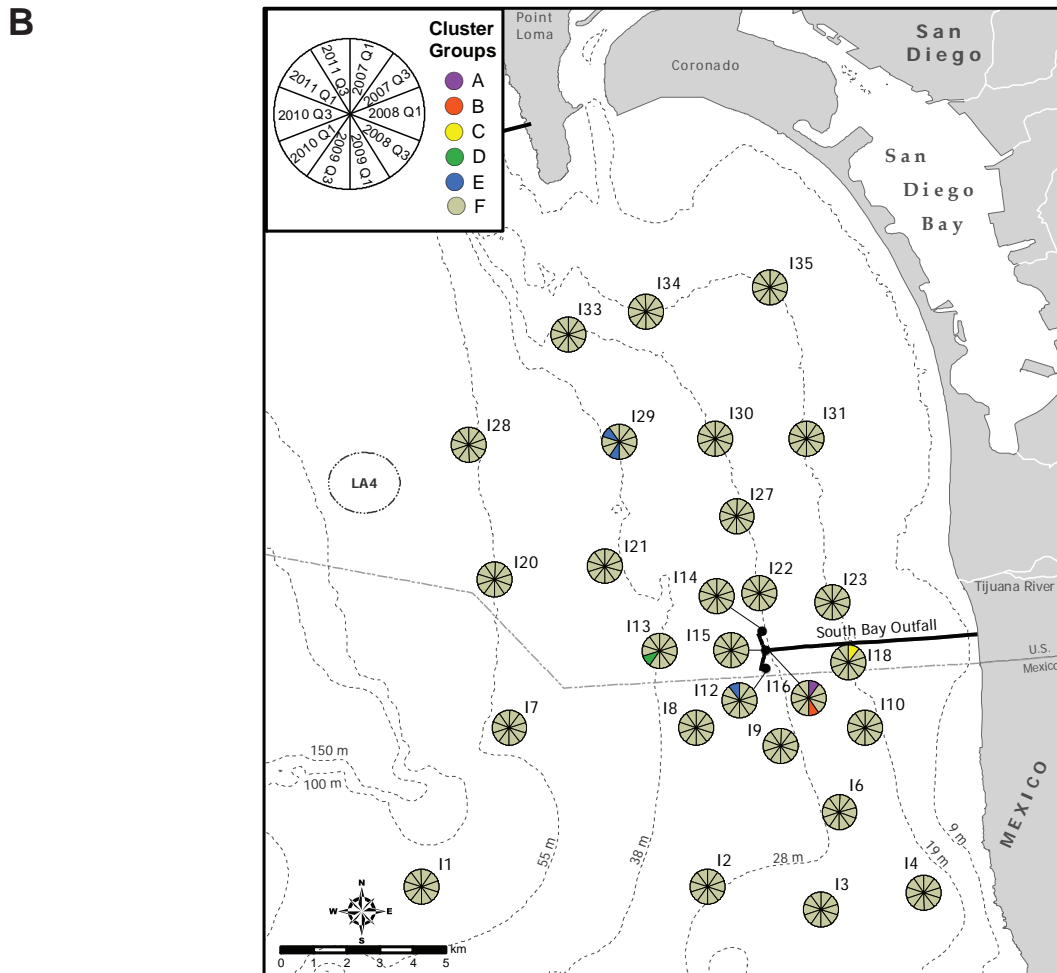 B
Cluster
Groups
A
B
C
D
E
F
2007 Q1
2007 Q3
2008 Q1
2008 Q3
2009 Q1
2009 Q3
2010 Q1
2010 Q3
2011 Q1
2011 Q3
Point
Loma
Coronado
San
Diego
San
Diego
Bay
I35
I34
I33
I28
I29
I30
I31
LA4
I27
I20
I21
I14
I22
I23
Tijuana River
I13
I15
South Bay Outfall
I18
U.S.
Mexico
I12
I16
I7
I8
I9
I10
150 m
100 m
I6
MEXICO
55 m
38 m
28 m
19 m
9 m
I1
I2
I3
I4
N
W E
S
0 1 2 3 4 5 km